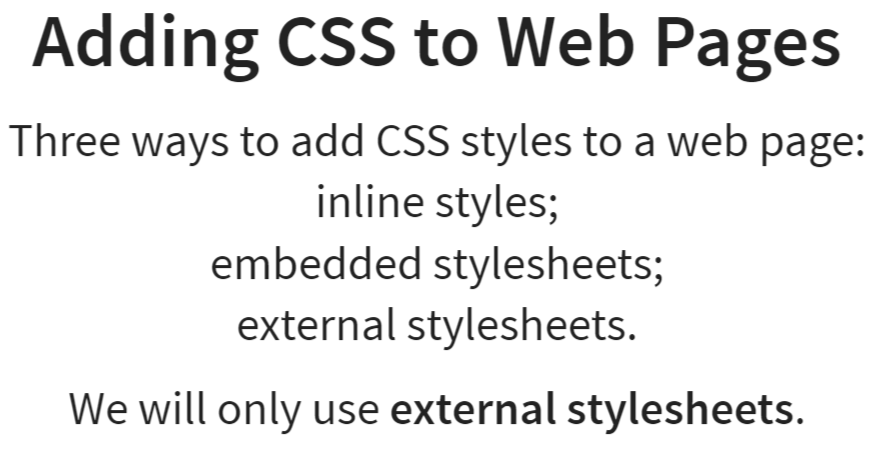 Adding CSS to Web Pages
Three ways to add CSS styles to a web page:
inline styles;
embedded stylesheets;
external stylesheets.
We will only use external stylesheets.